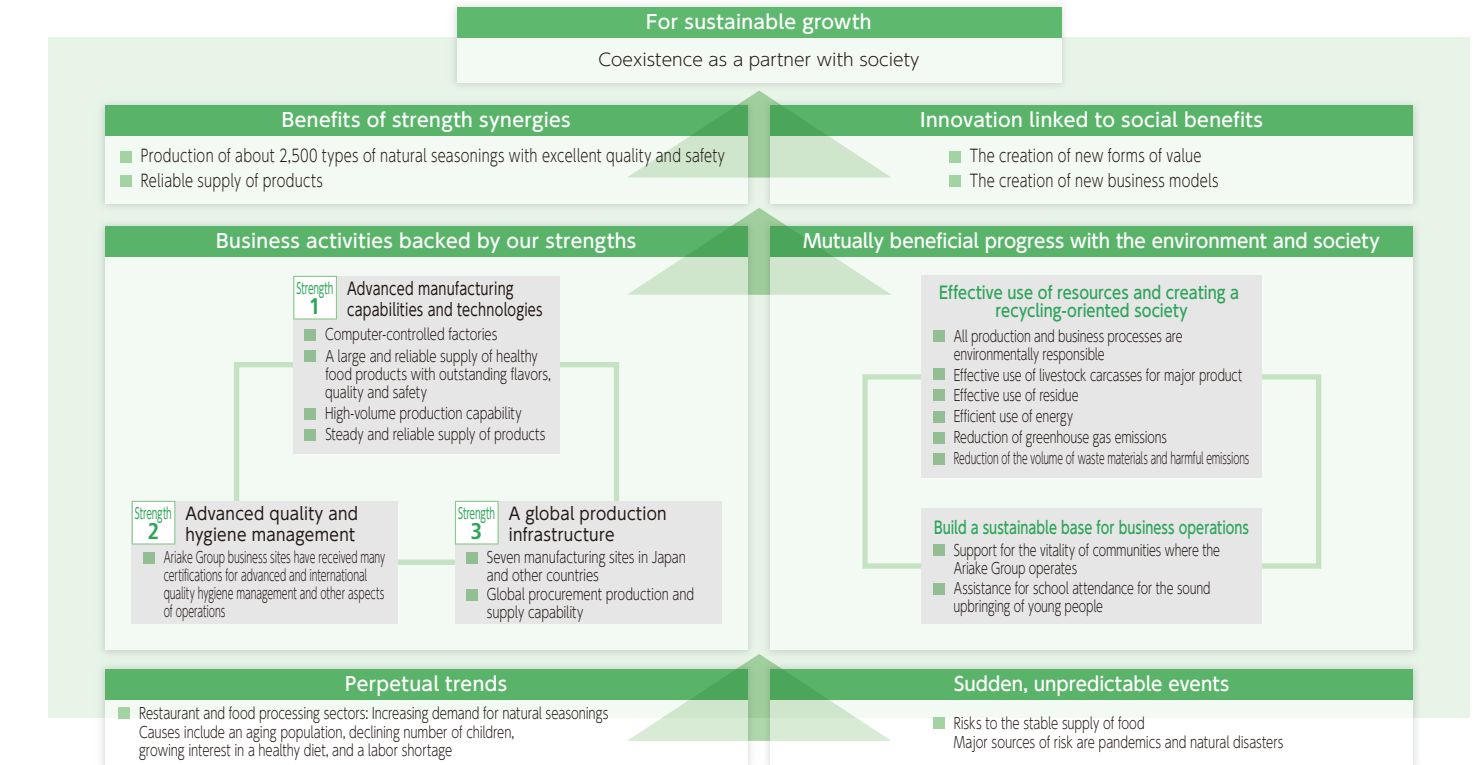 For sustainable growth
Coexistence as a partner with society
Benefits of strength synergies
Production of about 2,500 types of natural seasonings with excellent quality and safety
Reliable supply of products
Innovation linked to social benefits
The creation of new forms of value
The creation of new business models
Business activities backed by our strengths
Strength
1
Advanced manufacturing
capabilities and technologies
Computer-controlled factories
A large and reliable supply of healthy
food products with outstanding flavors,
quality and safety
High-volume production capability
Steady and reliable supply of products
Strength
2
Advanced quality and
hygiene management
Ariake Group business sites have received many
certifications for advanced and international
quality hygiene management and other aspects
of operations
Strength
3
A global production
infrastructure
Seven manufacturing sites in Japan
and other countries
Global procurement production and
supply capability
Mutually beneficial progress with the environment and society
Effective use of resources and creating a
recycling-oriented society
All production and business processes are
environmentally responsible
Effective use of livestock carcasses for major product
Effective use of residue
Efficient use of energy
Reduction of greenhouse gas emissions
Reduction of the volume of waste materials and harmful emissions
Build a sustainable base for business operations
Support for the vitality of communities where the
Ariake Group operates
Assistance for school attendance for the sound
upbringing of young people
Perpetual trends
Restaurant and food processing sectors: Increasing demand for natural seasonings
Causes include an aging population, declining number of children,
growing interest in a healthy diet, and a labor shortage
Sudden, unpredictable events
Risks to the stable supply of food
Major sources of risk are pandemics and natural disasters